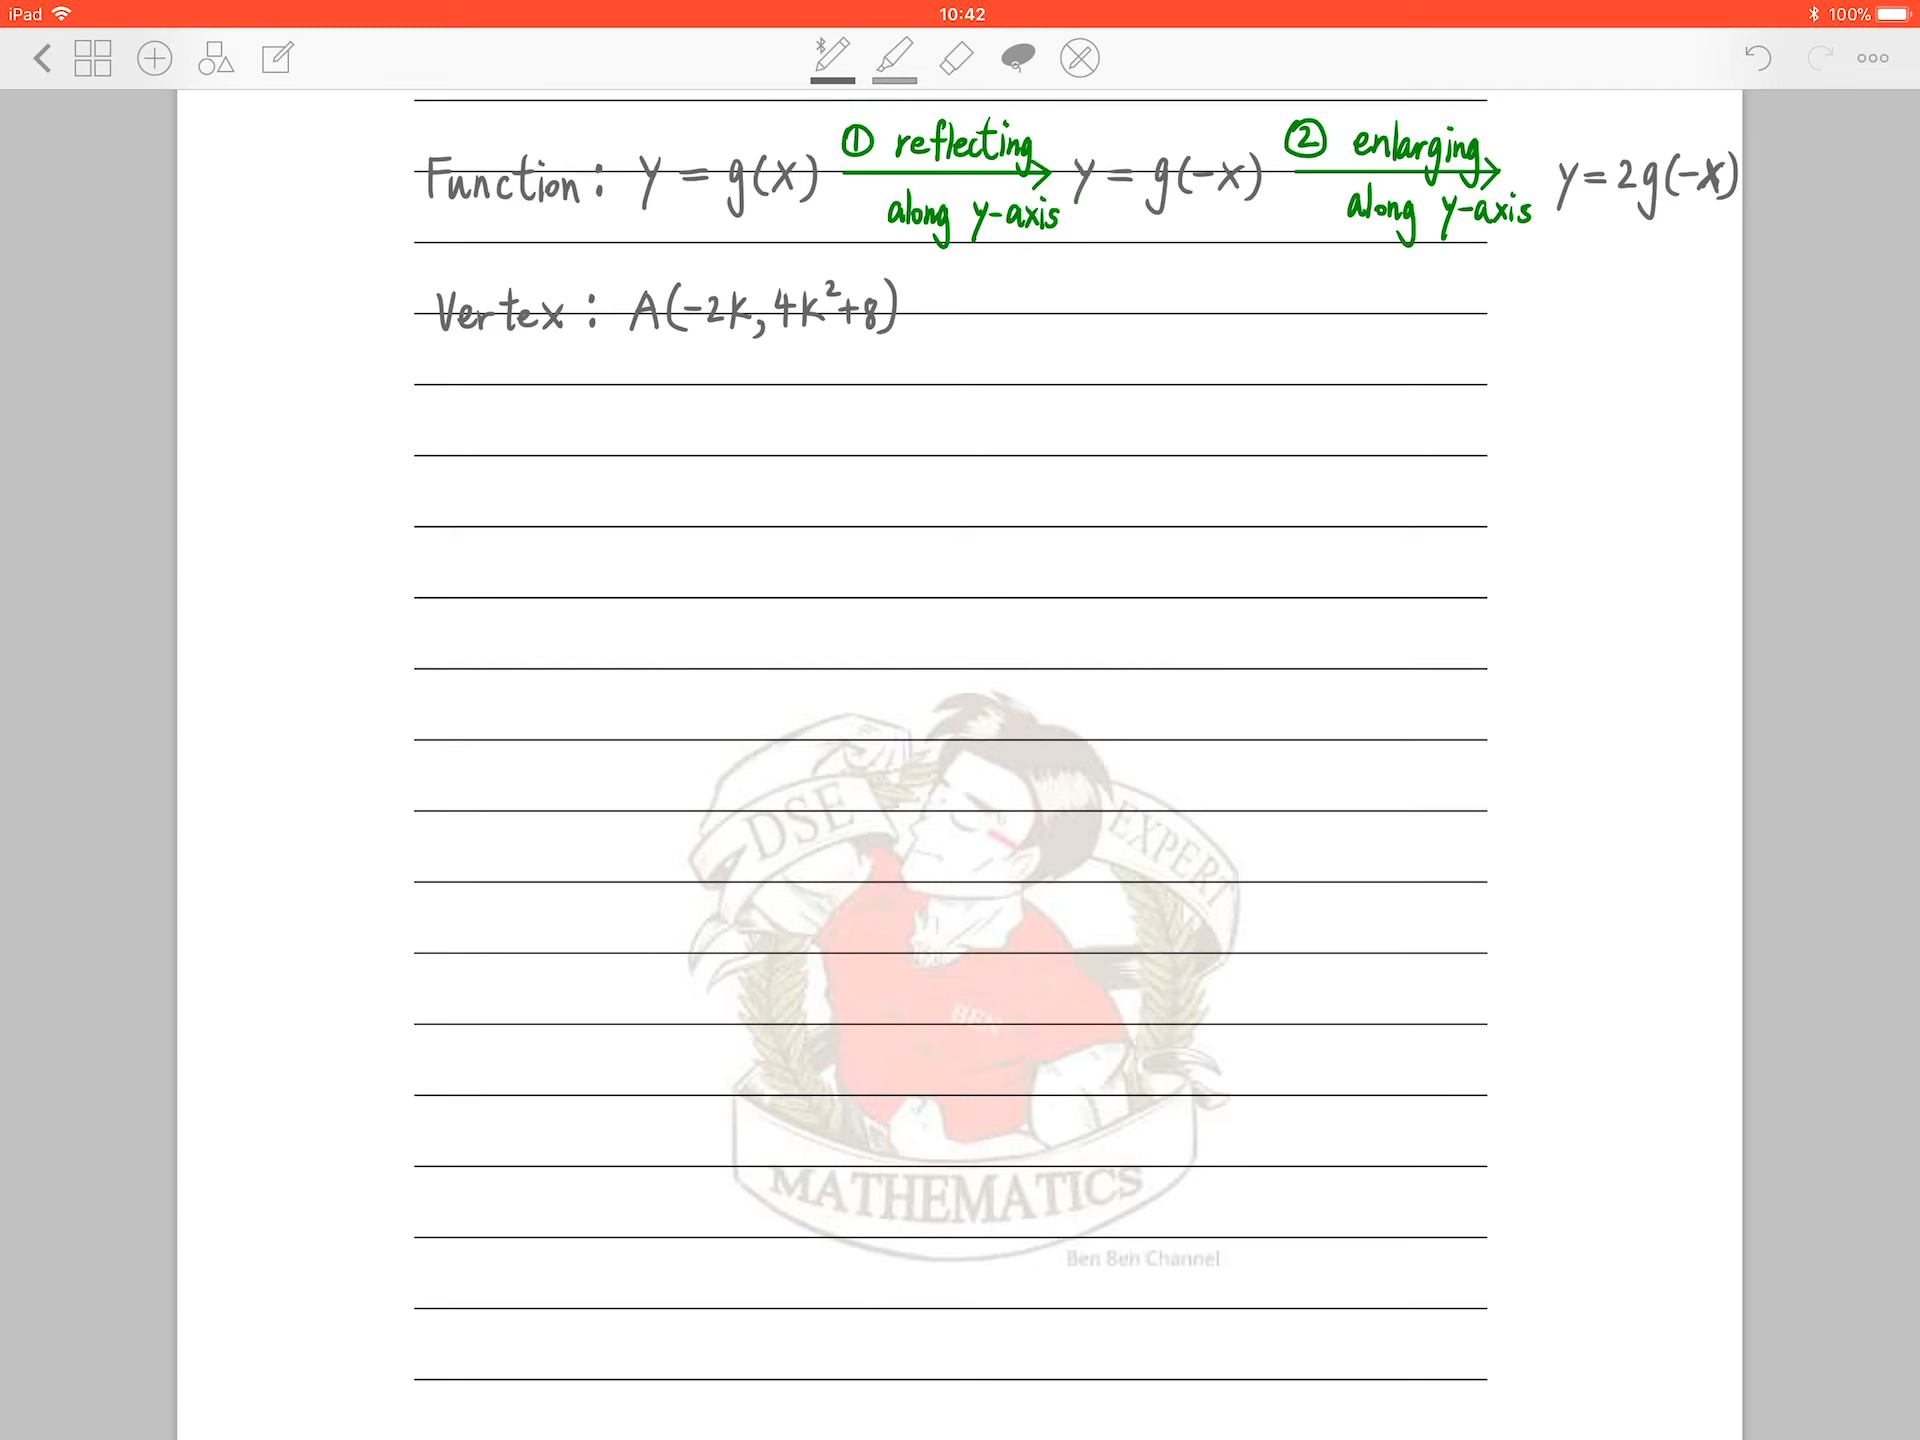 iPad 10:42 100%
① reflecting ② enlarging
Function: y = g(x) y = g(-x) y = 2g(-x)
along y-axis along y-axis
Vertex: A(-2k, 4k²+8)
DSE EXPERT
BEN
MATHEMATICS
Ben Ben Channel